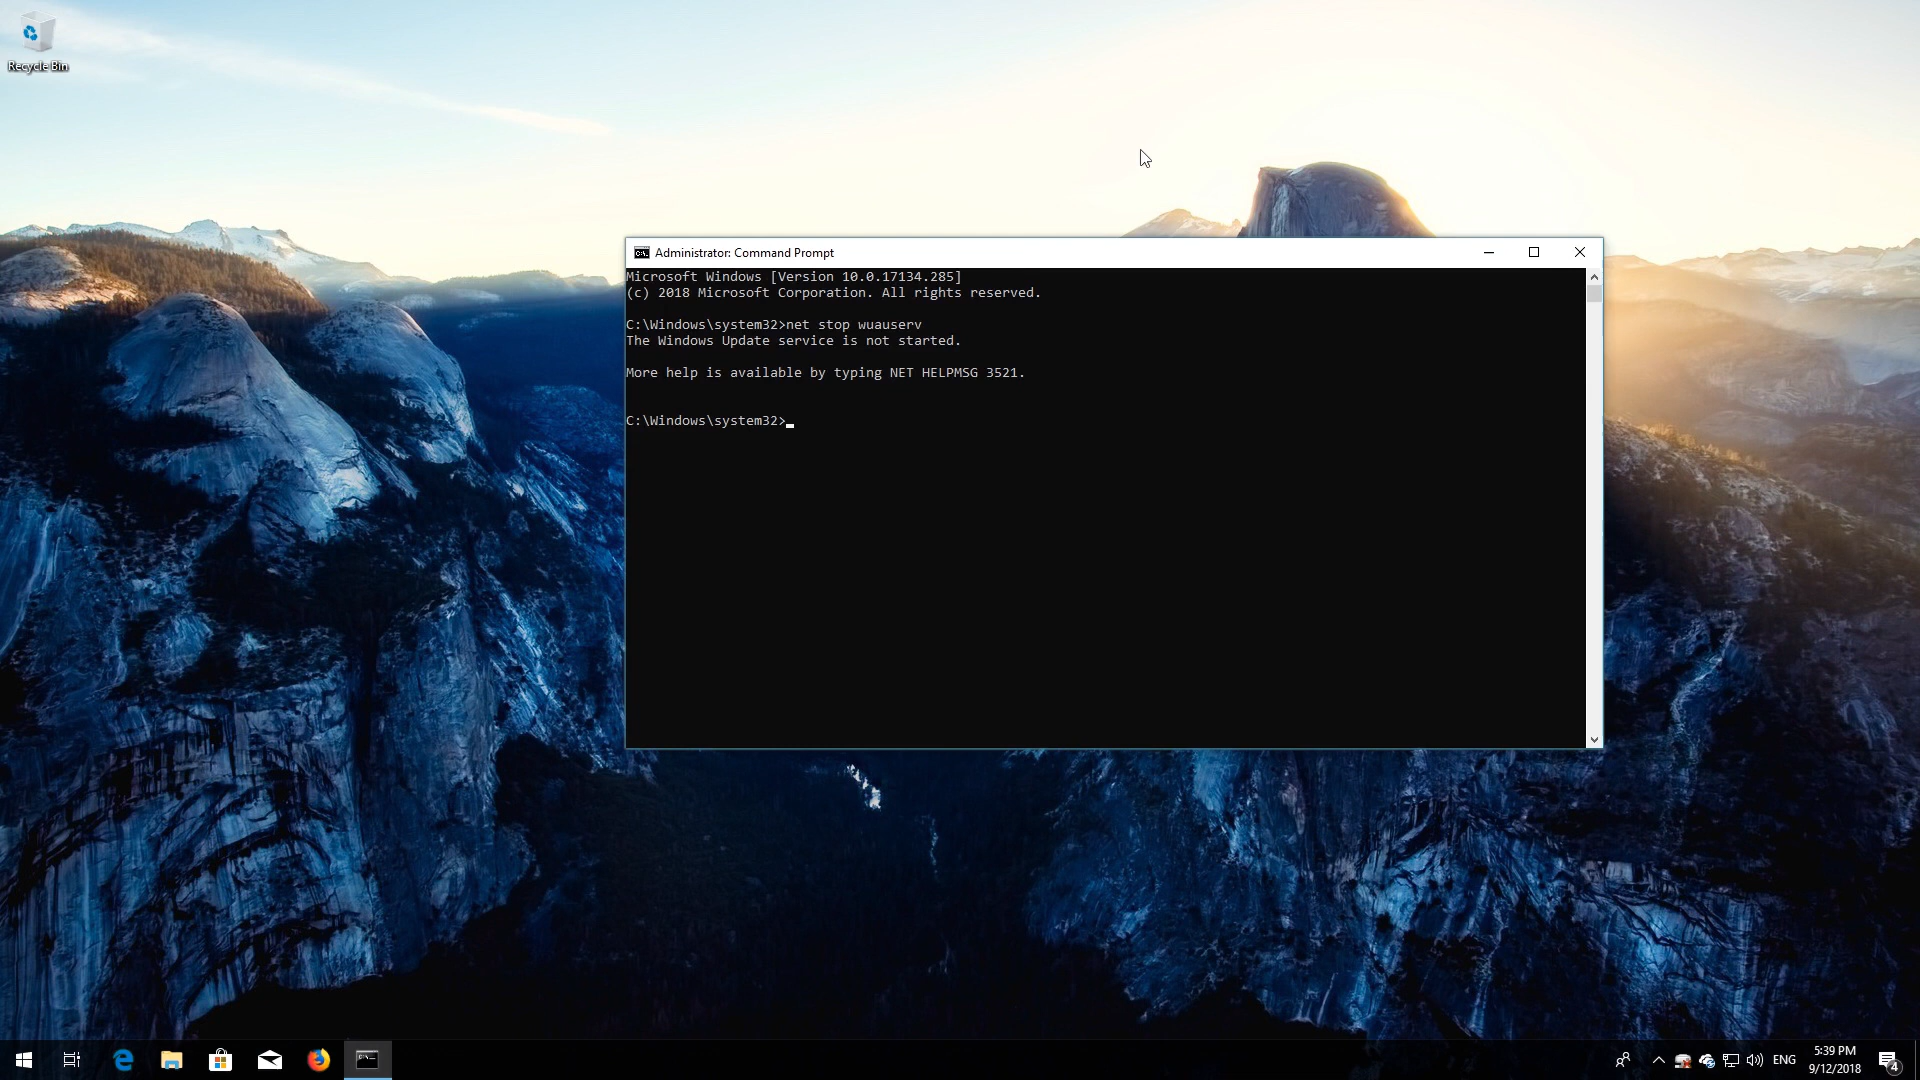 Recycle Bin
Administrator: Command Prompt
Microsoft Windows [Version 10.0.17134.285]
(c) 2018 Microsoft Corporation. All rights reserved.
C:\Windows\system32>net stop wuauserv
The Windows Update service is not started.
More help is available by typing NET HELPMSG 3521.
C:\Windows\system32>
ENG
5:39 PM
9/12/2018
4